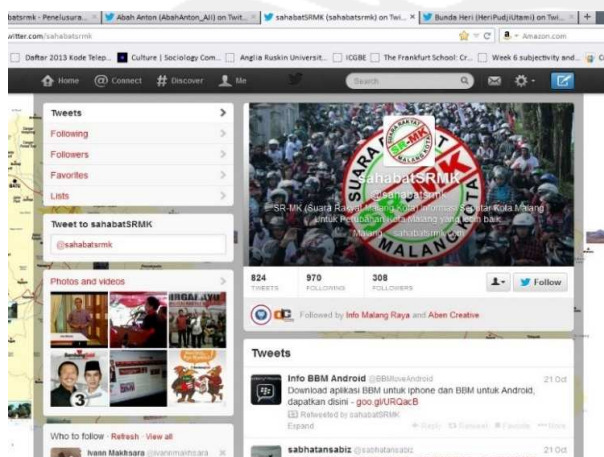 batsrmk - Penelusura...
Abah Anton (AbahAnton_AJI) on Twit...
sahabatSRMK (sahabatsrmk) on Twi...
Bunda Heri (HeriPudjiUtami) on Twi...
witter.com/sahabatsrmk
Amazon.com
Daftar 2013 Kode Telep...
Culture | Sociology Com...
Anglia Ruskin Universit...
ICGBE
The Frankfurt School: Cr...
Week 6 subjectivity and...
Home
Connect
Discover
Me
Search
Tweets
Following
Followers
Favorites
Lists
Tweet to sahabatSRMK
@sahabatsrmk
Photos and videos
3
Who to follow · Refresh · View all
Ivann Makhsara @ivannemakhsara
SUARA RAKYAT
SR-MK
MALANG KOTA
sahabatSRMK
@sahabatsrmk
SR-MK (Suara Rakyat Malang Kota) Informasi Seputar Kota Malang
Untuk Perubahan Kota Malang yang lebih baik.
Malang · sahabatsrmk.com
824
TWEETS
970
FOLLOWING
308
FOLLOWERS
Follow
Followed by Info Malang Raya and Aben Creative
Tweets
Info BBM Android @BBMloveAndroid
21 Oct
Download aplikasi BBM untuk iphone dan BBM untuk Android,
dapatkan disini - goo.gl/URQacB
Retweeted by sahabatSRMK
Expand
Reply
Retweet
Favorite
More
sabhatansabiz @sabhatansabiz
21 Oct